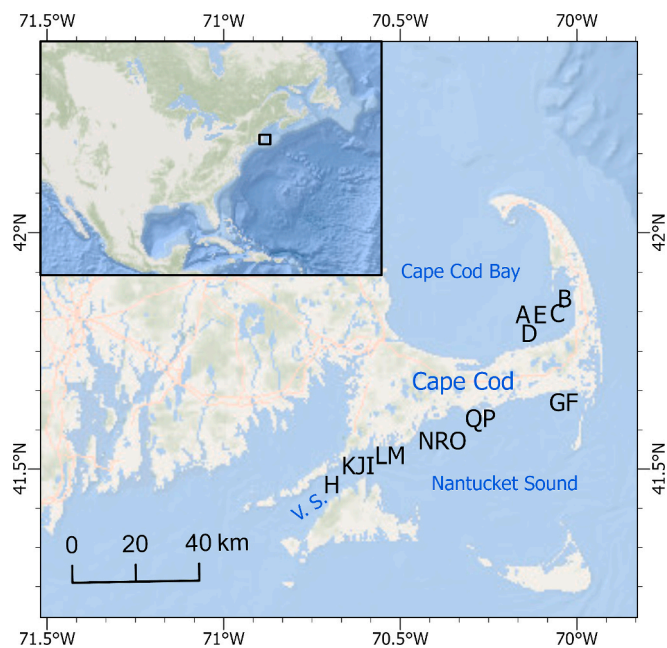 71.5°W 71°W 70.5°W 70°W
42°N 42°N
Cape Cod Bay
B
A E C
D
Cape Cod
GF
QP
NRO
LM
41.5°N 41.5°N
KJI
H
Nantucket Sound
V. S.
0 20 40 km
71.5°W 71°W 70.5°W 70°W